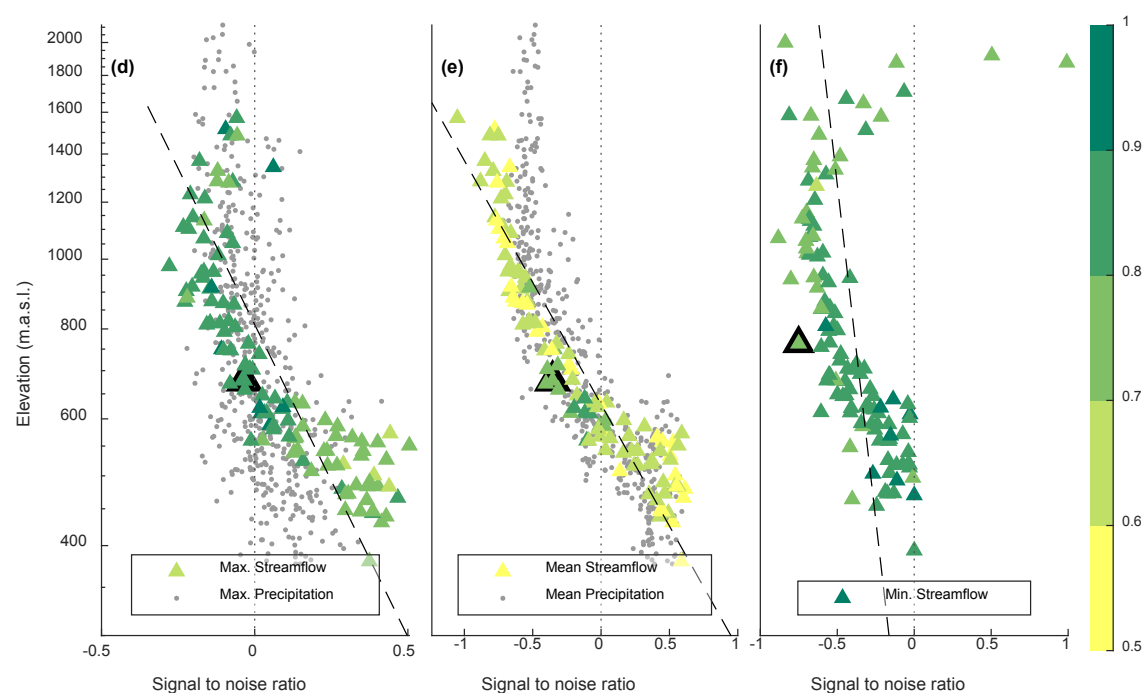 (d)
(e)
(f)
Elevation (m.a.s.l.)
2000
1800
1600
1400
1200
1000
800
600
400
Max. Streamflow
Max. Precipitation
Mean Streamflow
Mean Precipitation
Min. Streamflow
-0.5
0
0.5
-1
-0.5
0
0.5
1
-1
-0.5
0
0.5
1
Signal to noise ratio
Signal to noise ratio
Signal to noise ratio
1
0.9
0.8
0.7
0.6
0.5